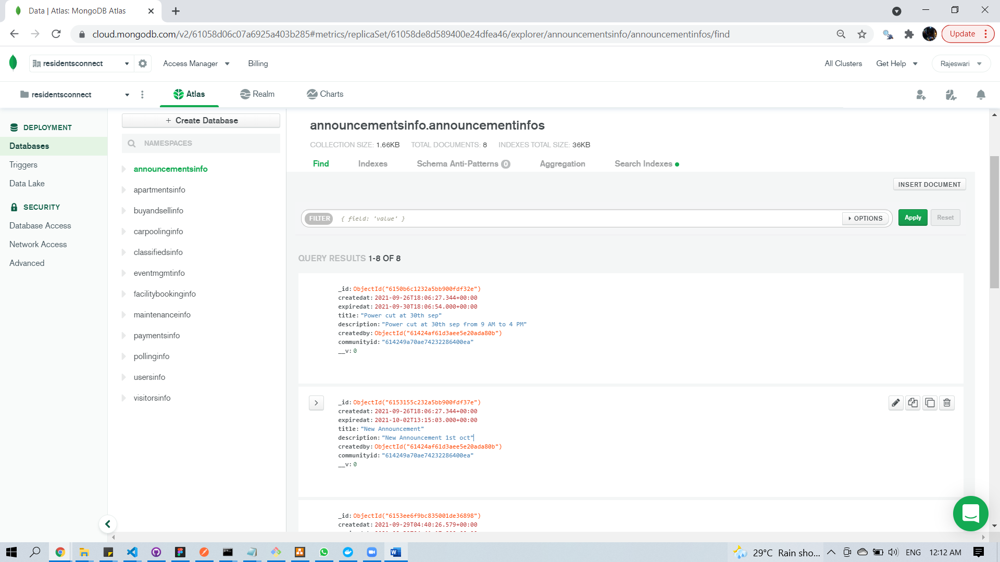 Data | Atlas: MongoDB Atlas
cloud.mongodb.com/v2/61058d06c07a6925a403b285#metrics/replicaSet/61058de8d589400e24dfea46/explorer/announcementsinfo/announcementinfos/find
Update
residentsconnect
Access Manager
Billing
All Clusters
Get Help
Rajeswari
residentsconnect
Atlas
Realm
Charts
DEPLOYMENT
Databases
Triggers
Data Lake
SECURITY
Database Access
Network Access
Advanced
+ Create Database
NAMESPACES
announcementsinfo
apartmentsinfo
buyandsellinfo
carpoolinginfo
classifiedsinfo
eventmgmtinfo
facilitybookinginfo
maintenanceinfo
paymentsinfo
pollinginfo
usersinfo
visitorsinfo
announcementsinfo.announcementinfos
COLLECTION SIZE: 1.66KB TOTAL DOCUMENTS: 8 INDEXES TOTAL SIZE: 36KB
Find Indexes Schema Anti-Patterns 0 Aggregation Search Indexes
INSERT DOCUMENT
FILTER { field: 'value' } OPTIONS Apply Reset
QUERY RESULTS 1-8 OF 8
_id: ObjectId("6150b6c1232a5bb900fdf32e")
createdat: 2021-09-26T18:06:27.344+00:00
expiredat: 2021-09-30T18:06:54.000+00:00
title: "Power cut at 30th sep"
description: "Power cut at 30th sep from 9 AM to 4 PM"
createdby: ObjectId("61424af61d3aee5e20ada80b")
communityid: "614249a70ae74232286400ea"
__v: 0
_id: ObjectId("6153155c232a5bb900fdf37e")
createdat: 2021-09-26T18:06:27.344+00:00
expiredat: 2021-10-02T13:15:03.000+00:00
title: "New Announcement"
description: "New Announcement 1st oct"
createdby: ObjectId("61424af61d3aee5e20ada80b")
communityid: "614249a70ae74232286400ea"
__v: 0
_id: ObjectId("6153ee6f9bc835001de36898")
createdat: 2021-09-29T04:40:26.579+00:00
29°C Rain sho... ENG 12:12 AM